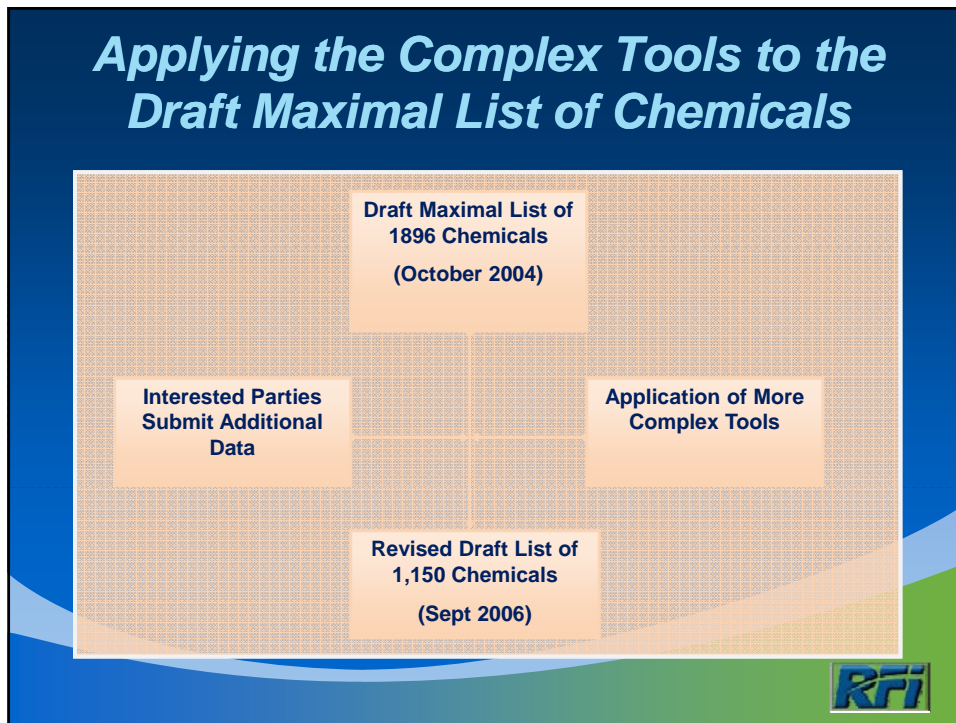 Applying the Complex Tools to the
Draft Maximal List of Chemicals
Draft Maximal List of
1896 Chemicals
(October 2004)
Interested Parties
Submit Additional
Data
Application of More
Complex Tools
Revised Draft List of
1,150 Chemicals
(Sept 2006)
RFi